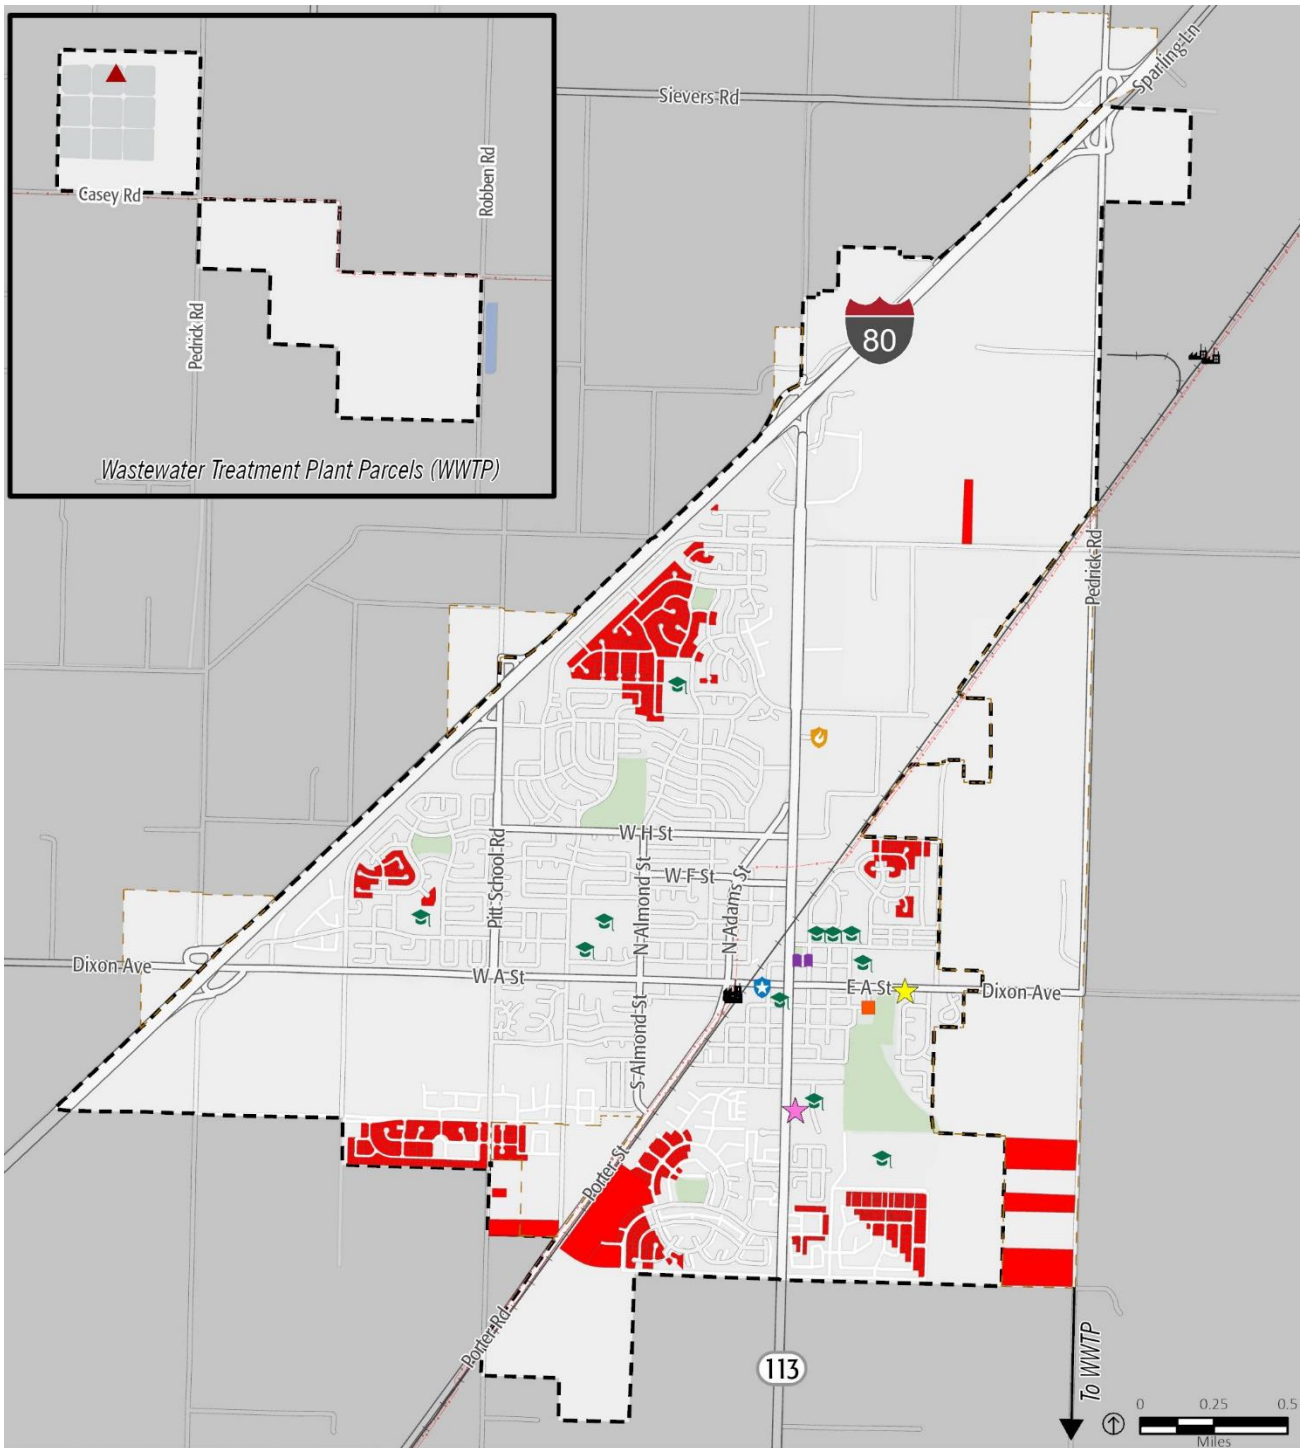 Sparling Ln
Sievers Rd
Robben Rd
Casey Rd
Pedrick Rd
80
Wastewater Treatment Plant Parcels (WWTP)
Pedrick Rd
W H St
Pitt School Rd
N Almond St
W F St
N Adams St
Dixon Ave
W A St
E A St
Dixon Ave
S Almond St
Porter St
Porter Rd
113
To WWTP
0 0.25 0.5
Miles